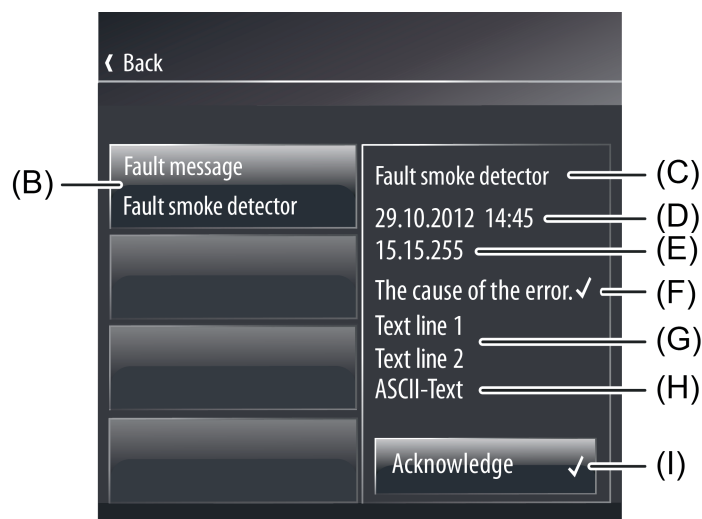 Back
(B)
Fault message
Fault smoke detector
Fault smoke detector
(C)
29.10.2012 14:45
(D)
15.15.255
(E)
The cause of the error.✓
(F)
Text line 1
Text line 2
(G)
ASCII-Text
(H)
Acknowledge ✓
(I)